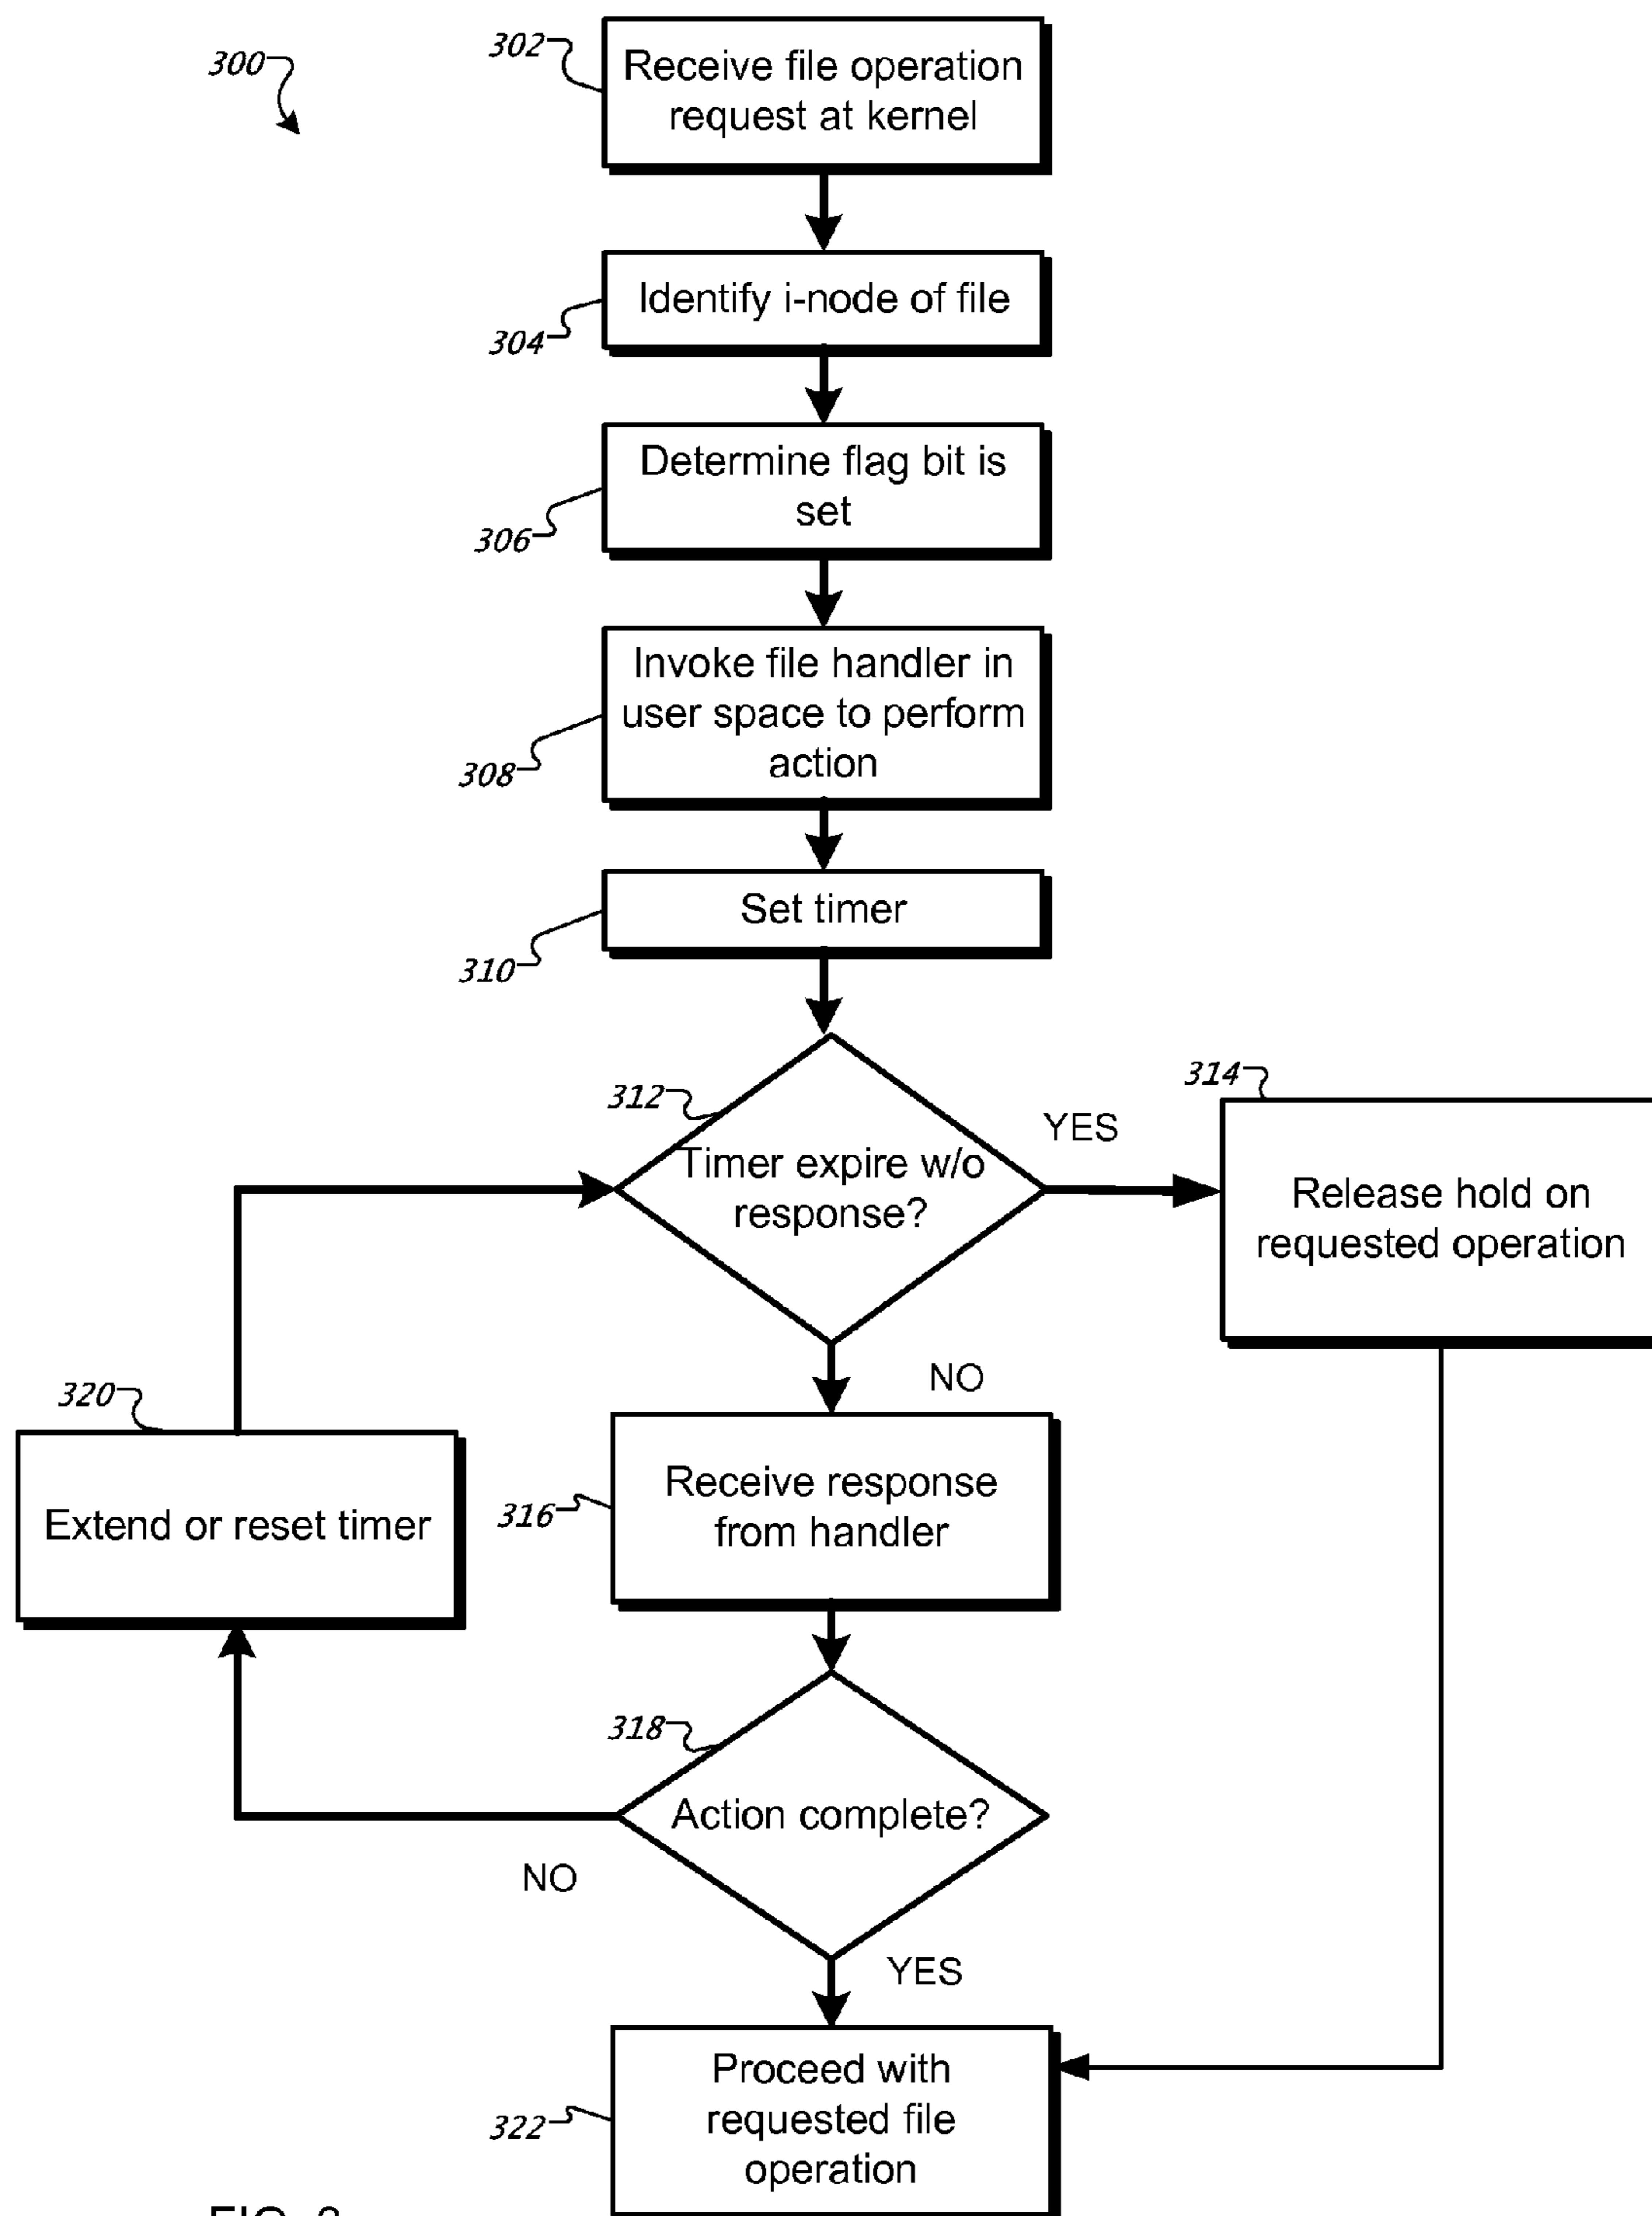 300
302
Receive file operation
request at kernel
304
Identify i-node of file
306
Determine flag bit is
set
308
Invoke file handler in
user space to perform
action
310
Set timer
312
Timer expire w/o
response?
YES
314
Release hold on
requested operation
NO
320
Extend or reset timer
316
Receive response
from handler
318
Action complete?
NO
YES
322
Proceed with
requested file
operation
FIG.